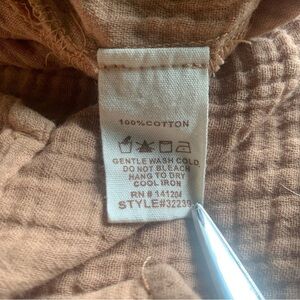 100% COTTON
GENTLE WASH COLD
DO NOT BLEACH
HANG TO DRY
COOL IRON
RN # 141204
STYLE#32239